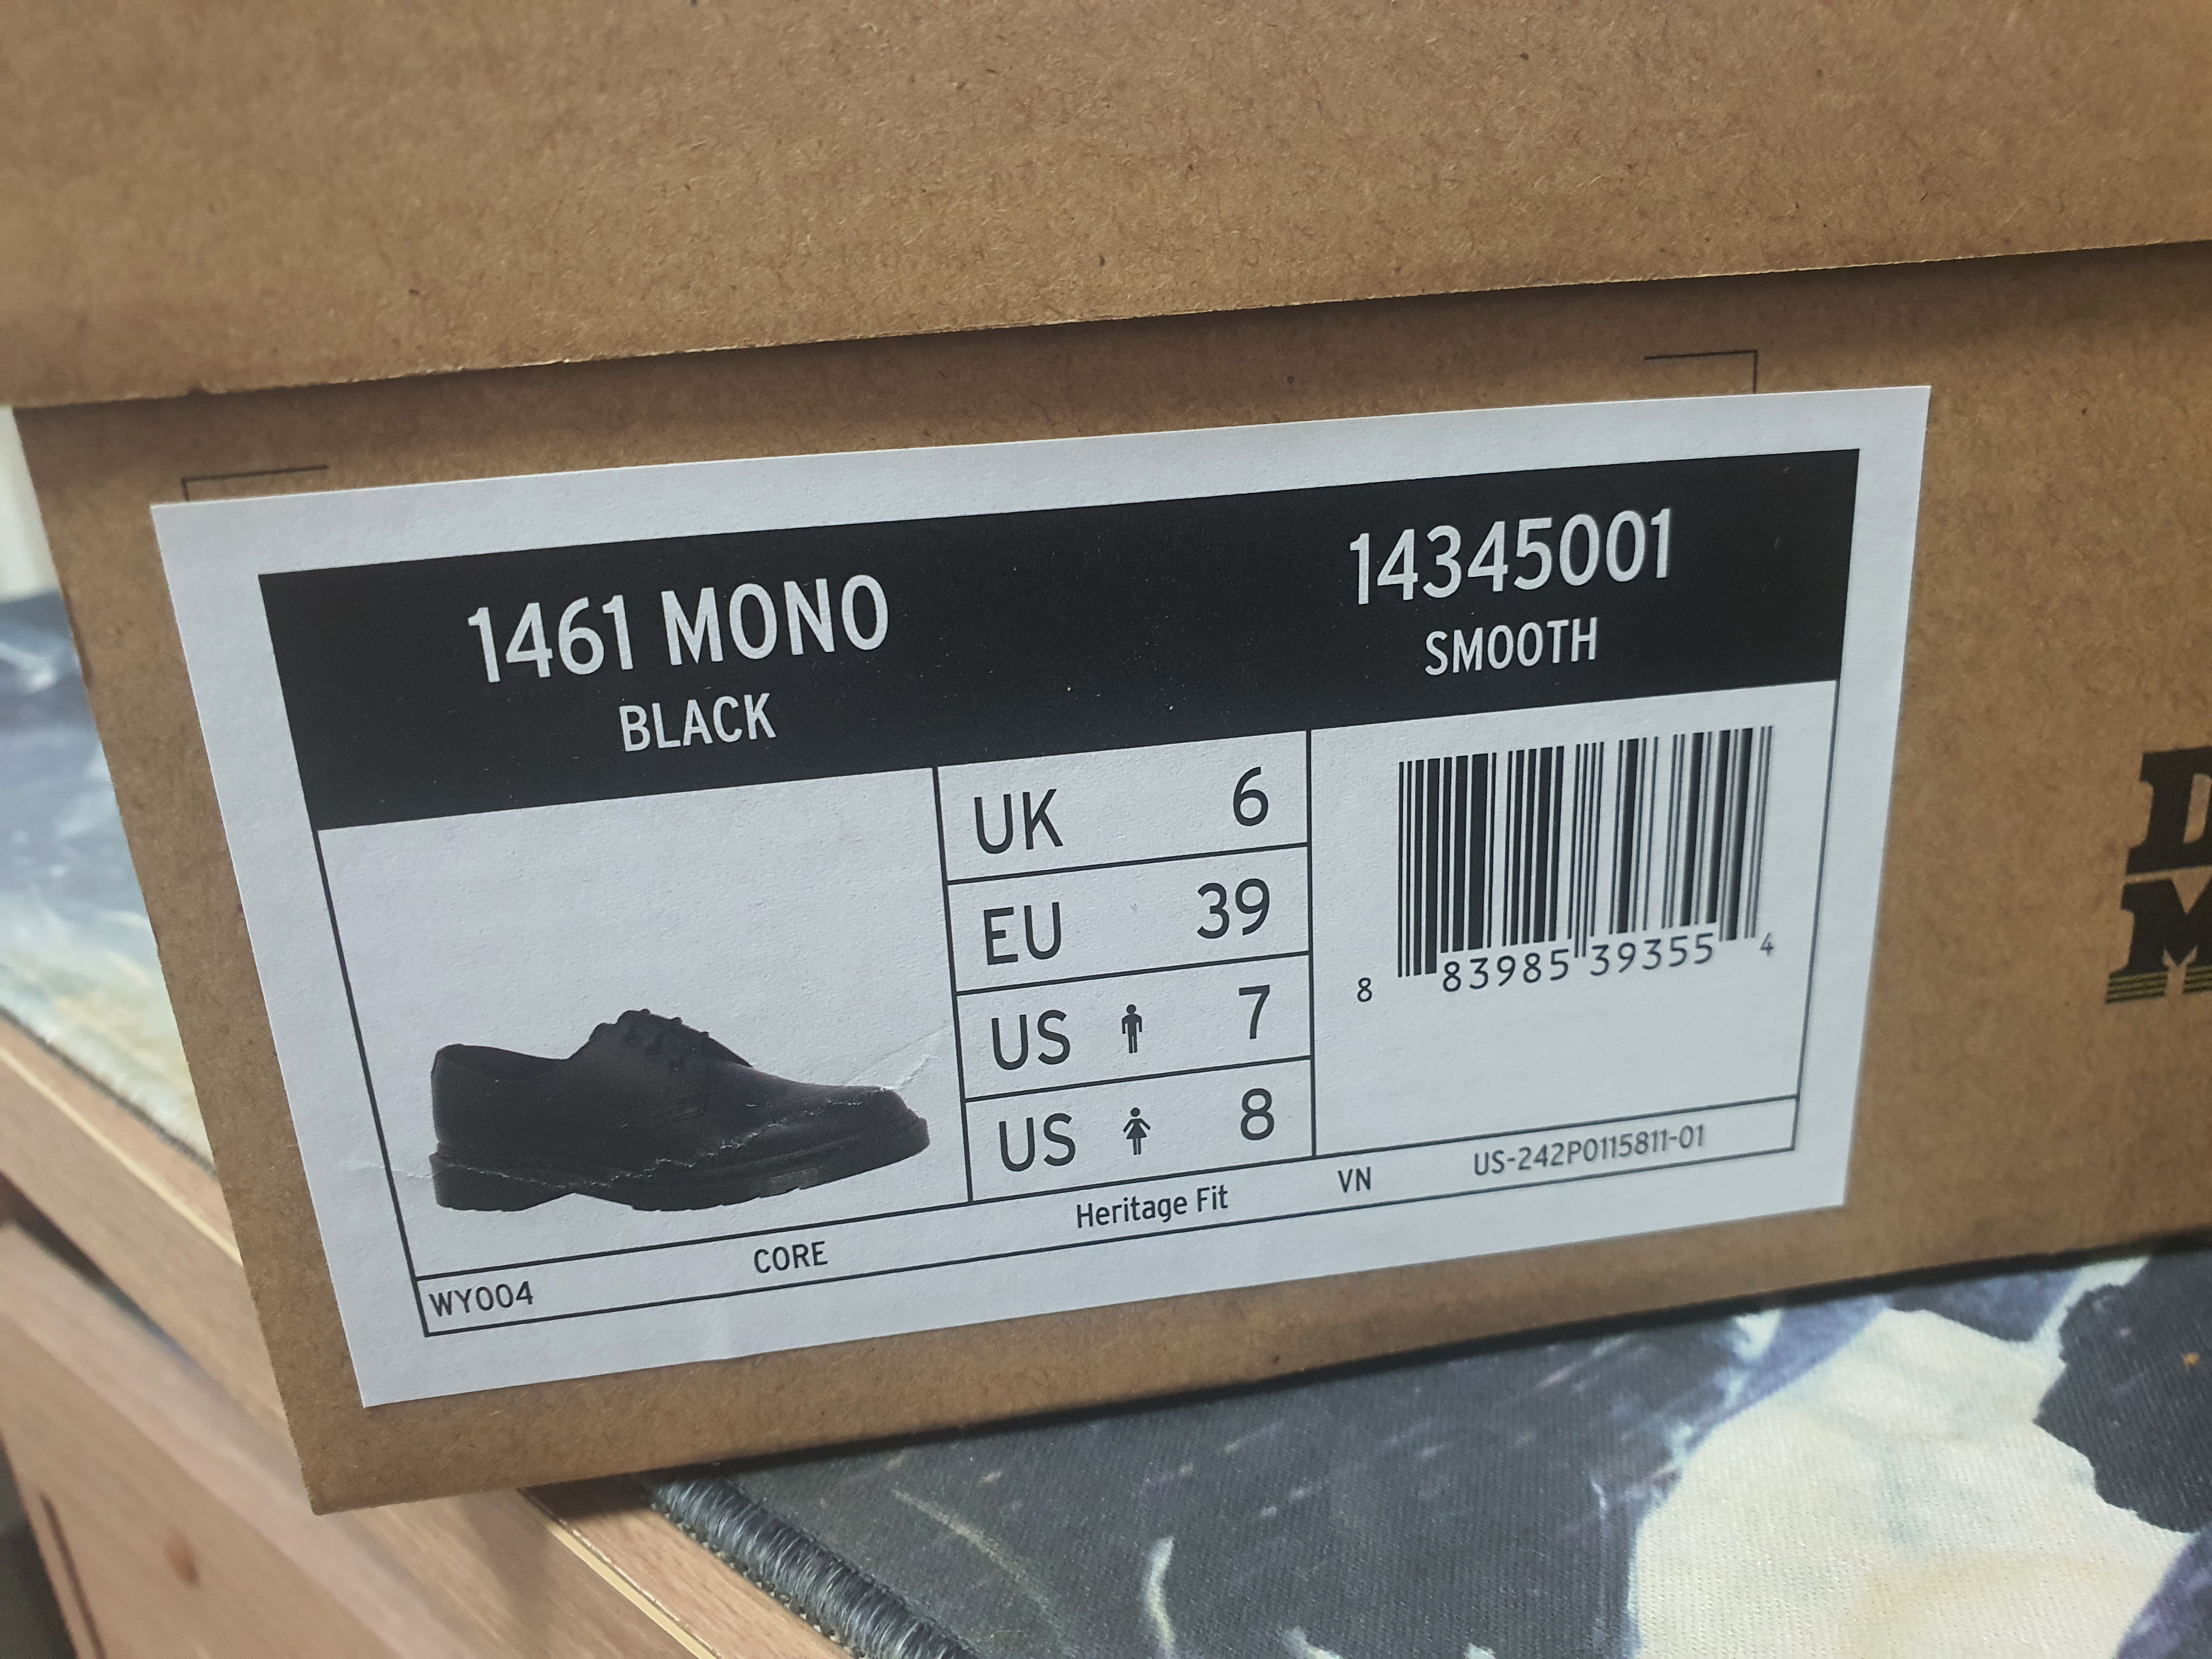 1461 MONO
BLACK
14345001
SMOOTH
UK 6
EU 39
US 7
US 8
8 83985 39355 4
WY004 CORE Heritage Fit VN US-242P0115811-01